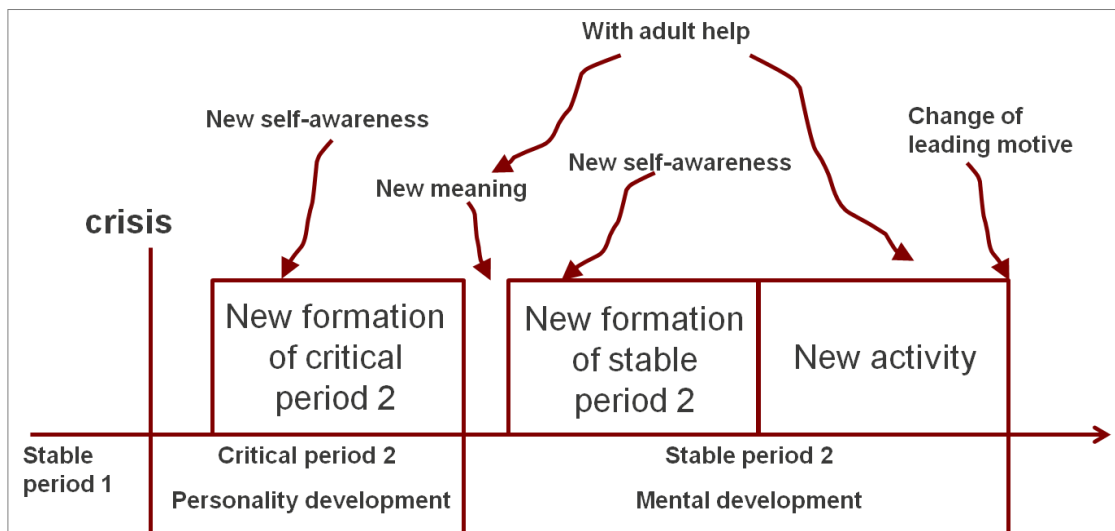 With adult help
New self-awareness
Change of
leading motive
New self-awareness
New meaning
crisis
New formation
of critical
period 2
New formation
of stable
period 2
New activity
Stable
period 1
Critical period 2
Stable period 2
Personality development
Mental development